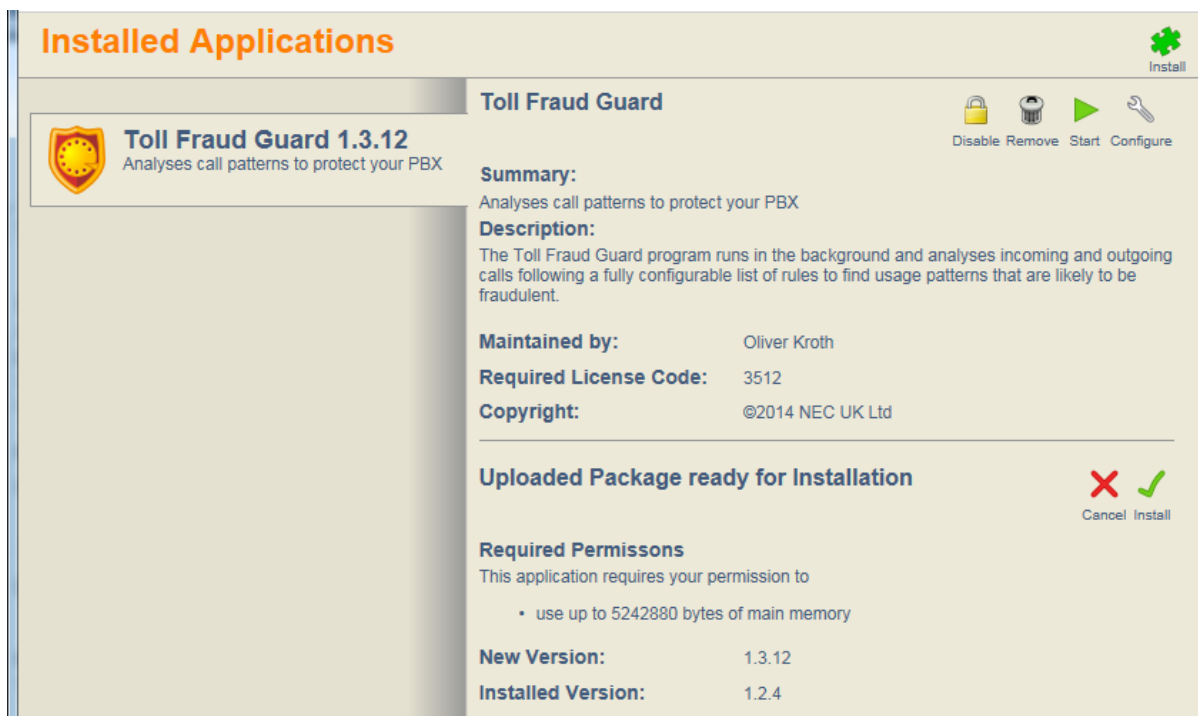 Installed Applications
Install
Toll Fraud Guard 1.3.12
Analyses call patterns to protect your PBX
Toll Fraud Guard
Disable Remove Start Configure
Summary:
Analyses call patterns to protect your PBX
Description:
The Toll Fraud Guard program runs in the background and analyses incoming and outgoing
calls following a fully configurable list of rules to find usage patterns that are likely to be
fraudulent.
Maintained by: Oliver Kroth
Required License Code: 3512
Copyright: ©2014 NEC UK Ltd
Uploaded Package ready for Installation
Cancel Install
Required Permissons
This application requires your permission to
• use up to 5242880 bytes of main memory
New Version: 1.3.12
Installed Version: 1.2.4